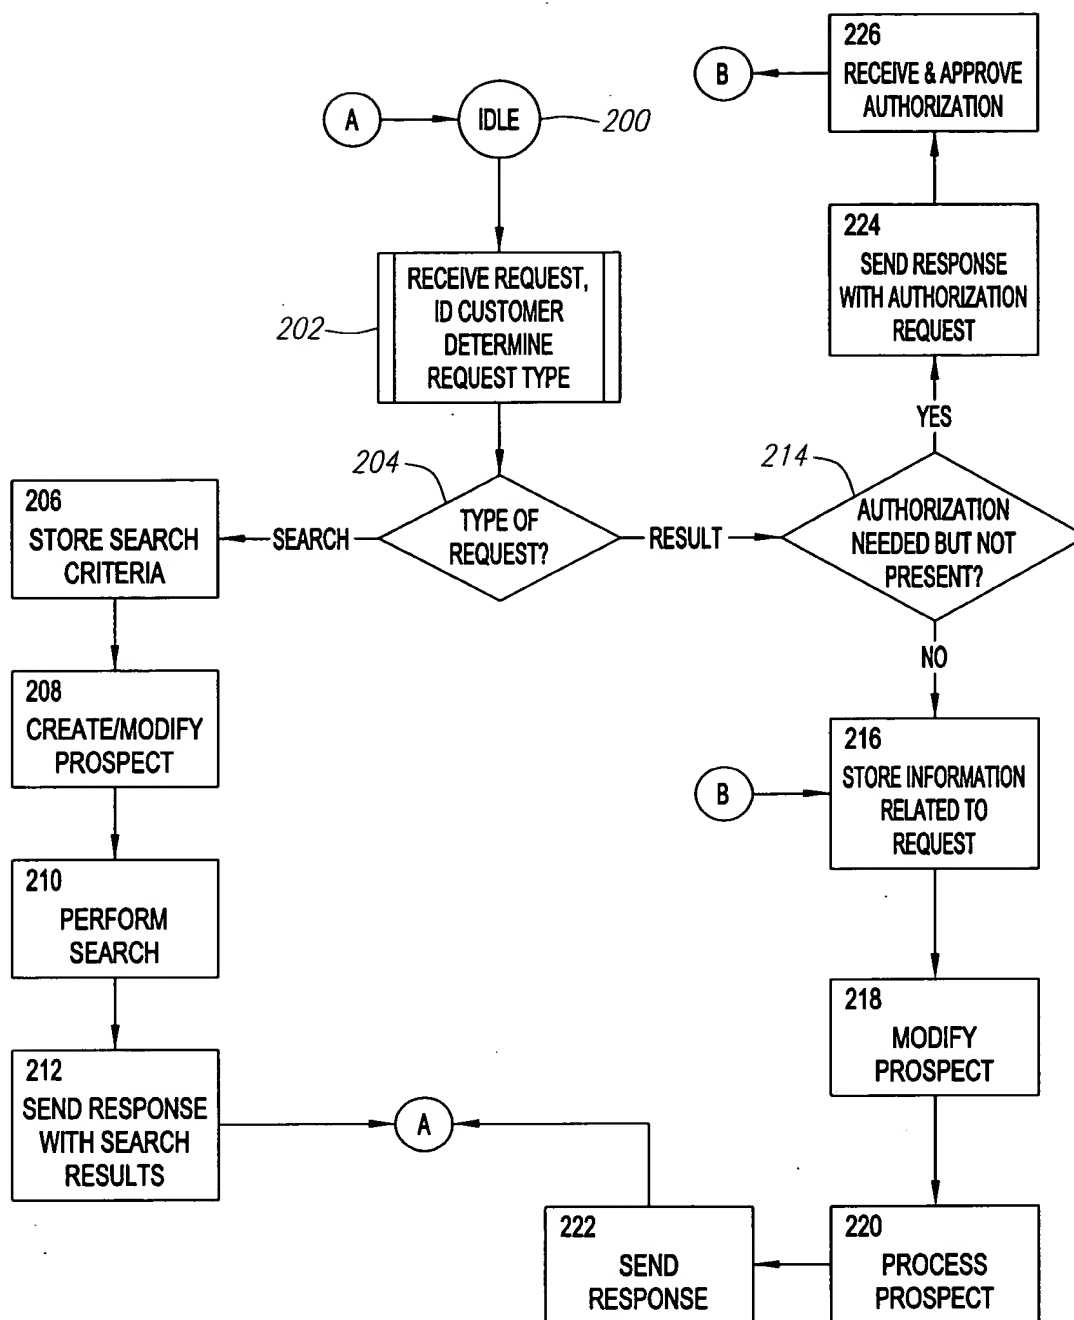 226
RECEIVE & APPROVE
AUTHORIZATION
B
A
IDLE
200
224
SEND RESPONSE
WITH AUTHORIZATION
REQUEST
RECEIVE REQUEST,
ID CUSTOMER
DETERMINE
REQUEST TYPE
202
YES
204
TYPE OF
REQUEST?
SEARCH
RESULT
214
AUTHORIZATION
NEEDED BUT NOT
PRESENT?
206
STORE SEARCH
CRITERIA
NO
208
CREATE/MODIFY
PROSPECT
B
216
STORE INFORMATION
RELATED TO
REQUEST
210
PERFORM
SEARCH
218
MODIFY
PROSPECT
212
SEND RESPONSE
WITH SEARCH
RESULTS
A
222
SEND
RESPONSE
220
PROCESS
PROSPECT